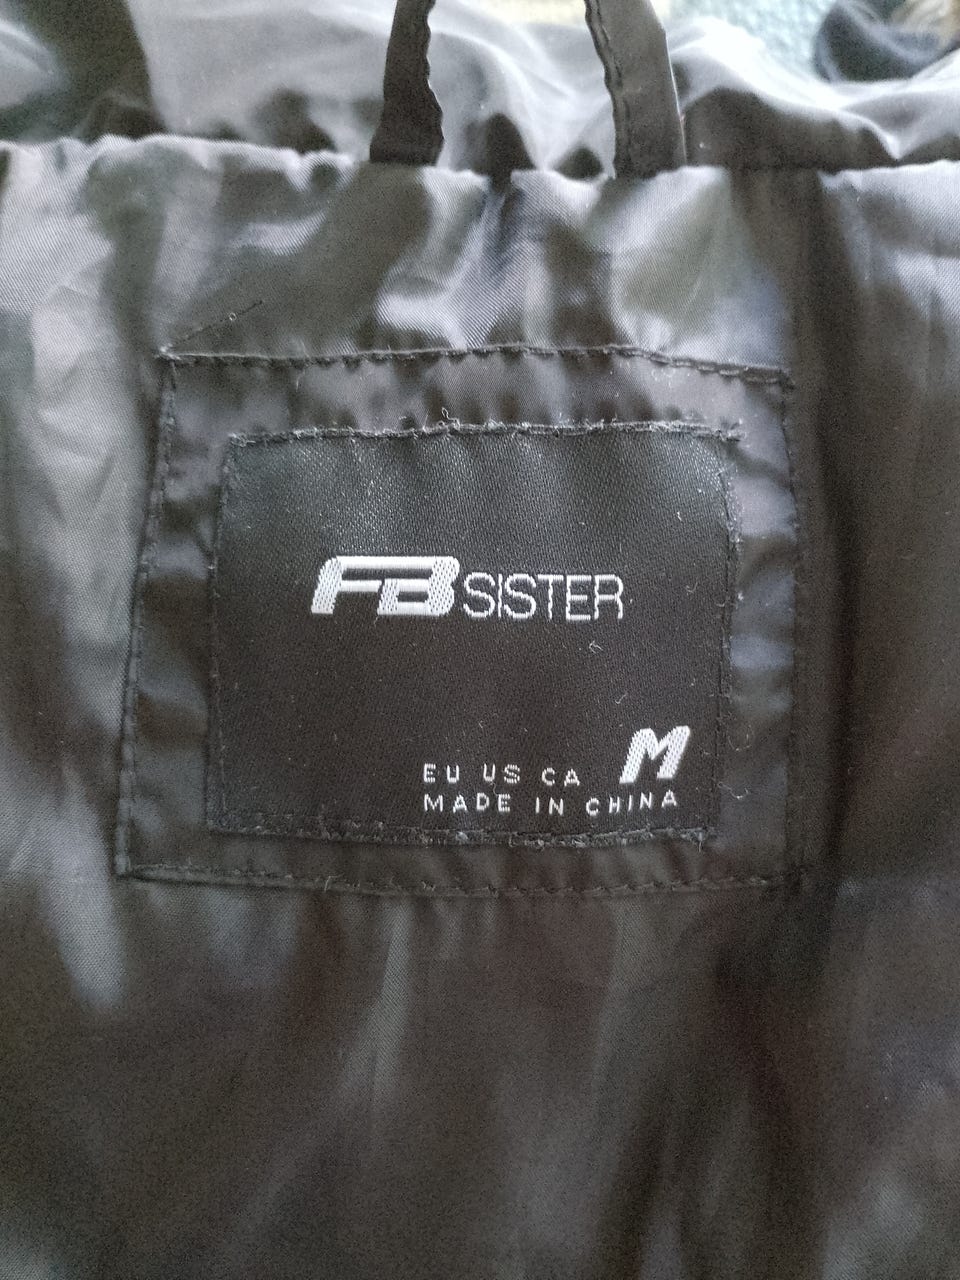 FB SISTER
M
EU US CA
MADE IN CHINA